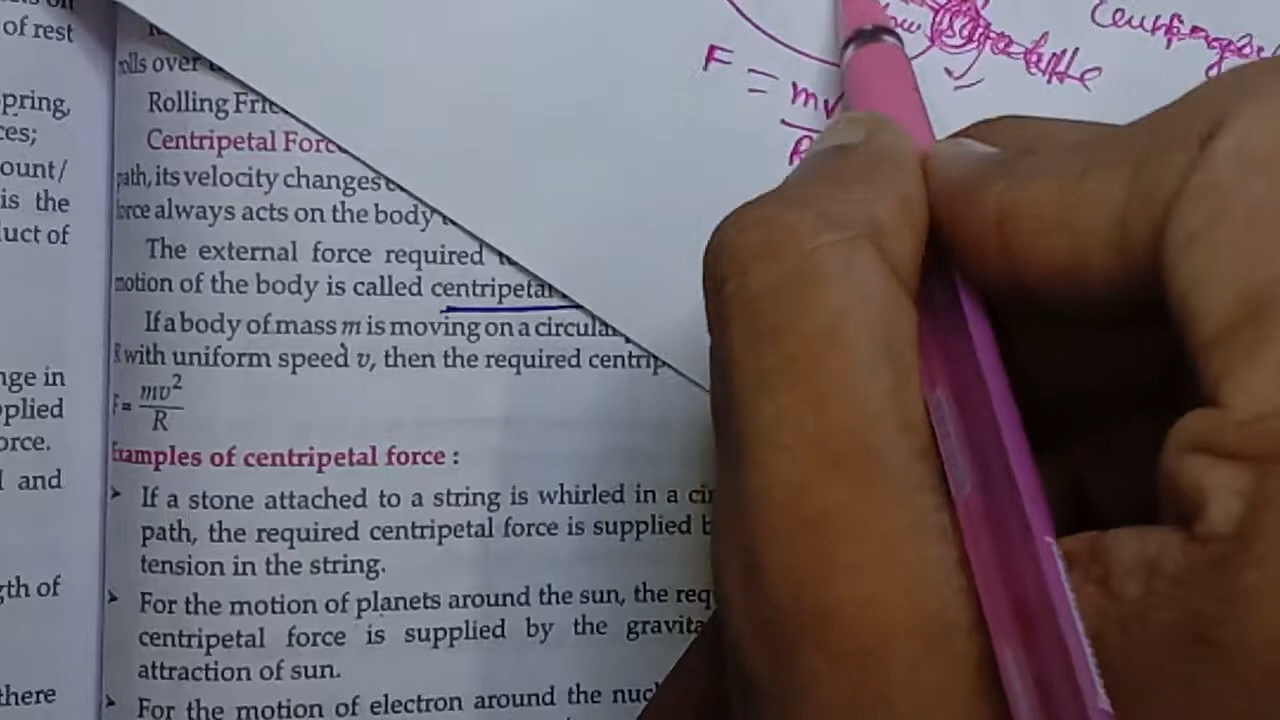 of rest
pring,
ces;
ount/
is the
uct of
nge in
plied
orce.
and
gth of
there
olls over
Rolling Fric
Centripetal Forc
path, its velocity changes
force always acts on the body
The external force required
motion of the body is called centripetal
If a body of mass m is moving on a circular
R with uniform speed v, then the required centrip
F = mv²
R
Examples of centripetal force :
➤ If a stone attached to a string is whirled in a cir
path, the required centripetal force is supplied b
tension in the string.
➤ For the motion of planets around the sun, the req
centripetal force is supplied by the gravita
attraction of sun.
➤ For the motion of electron around the nuc
F = mv
R